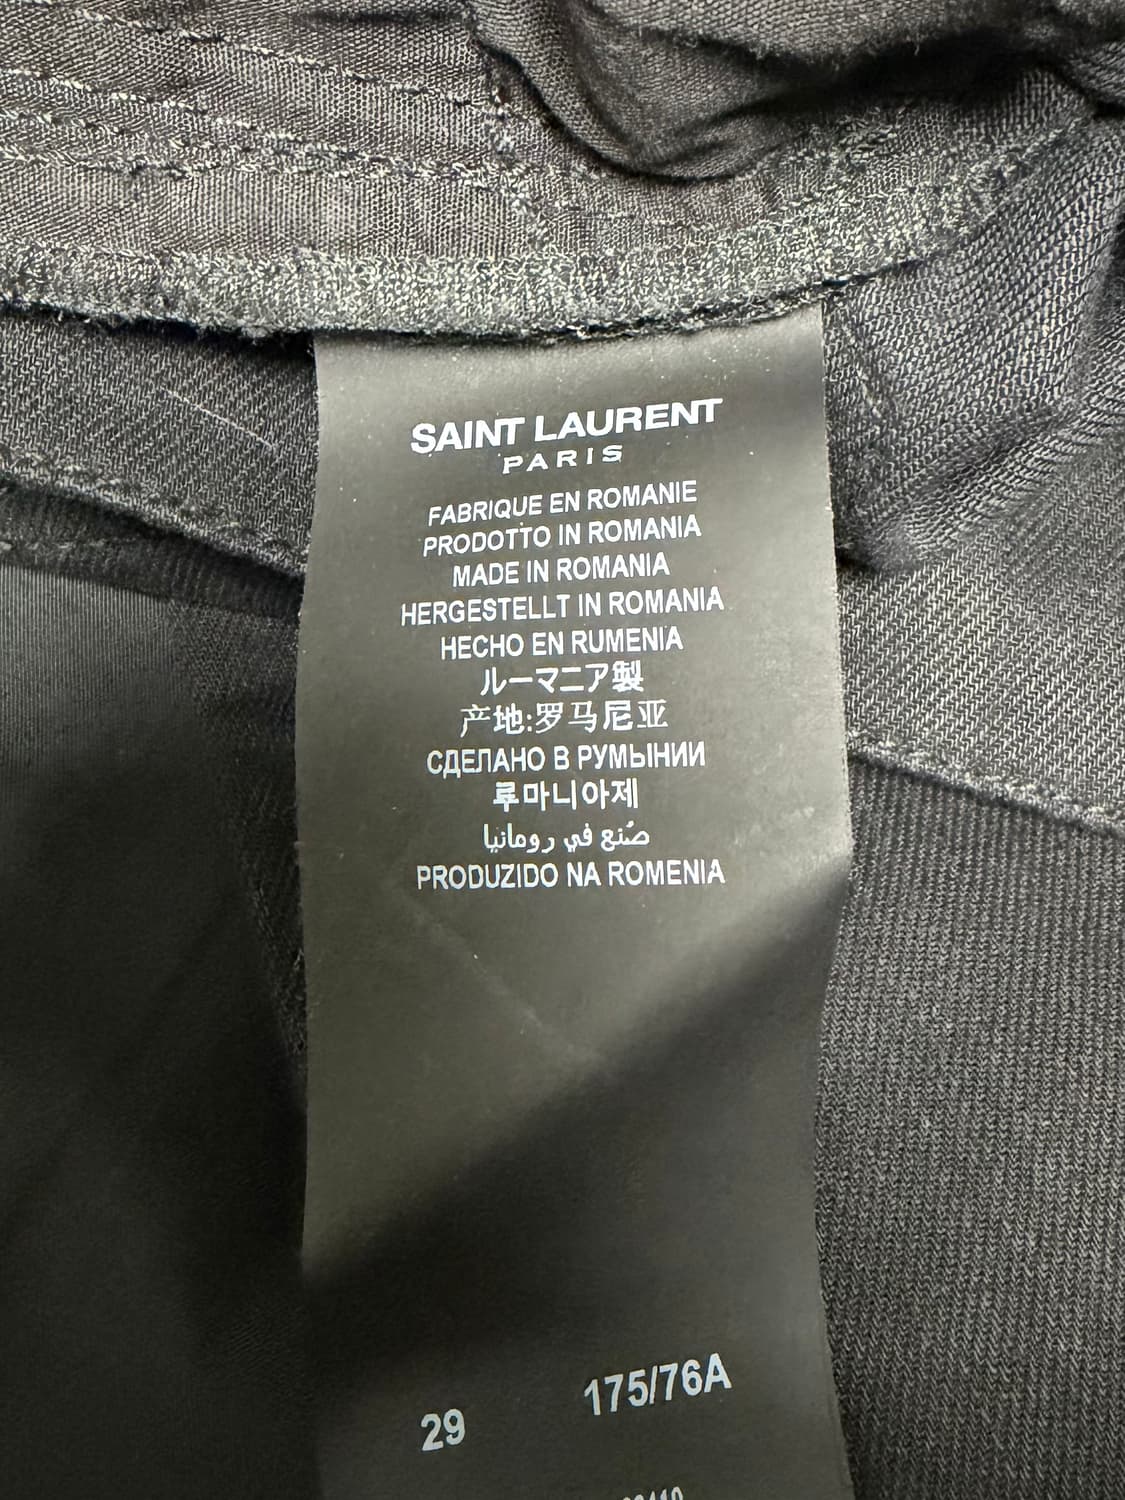 SAINT LAURENT
PARIS
FABRIQUE EN ROMANIE
PRODOTTO IN ROMANIA
MADE IN ROMANIA
HERGESTELLT IN ROMANIA
HECHO EN RUMENIA
ルーマニア製
产地:罗马尼亚
СДЕЛАНО В РУМЫНИИ
루마니아제
صُنع في رومانيا
PRODUZIDO NA ROMENIA
29 175/76A